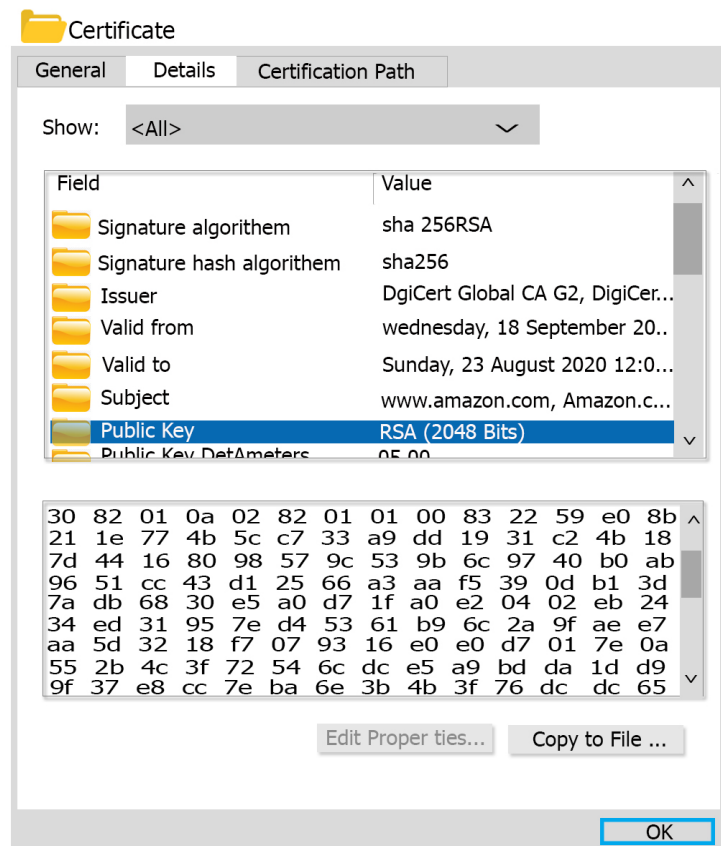 Certificate
General Details Certification Path
Show: <All>
Field Value
Signature algorithem sha 256RSA
Signature hash algorithem sha256
Issuer DgiCert Global CA G2, DigiCer...
Valid from wednesday, 18 September 20..
Valid to Sunday, 23 August 2020 12:0...
Subject www.amazon.com, Amazon.c...
Public Key RSA (2048 Bits)
Public Key DetAmeters 05 00
30 82 01 0a 02 82 01 01 00 83 22 59 e0 8b
21 1e 77 4b 5c c7 33 a9 dd 19 31 c2 4b 18
7d 44 16 80 98 57 9c 53 9b 6c 97 40 b0 ab
96 51 cc 43 d1 25 66 a3 aa f5 39 0d b1 3d
7a db 68 30 e5 a0 d7 1f a0 e2 04 02 eb 24
34 ed 31 95 7e d4 53 61 b9 6c 2a 9f ae e7
aa 5d 32 18 f7 07 93 16 e0 e0 d7 01 7e 0a
55 2b 4c 3f 72 54 6c dc e5 a9 bd da 1d d9
9f 37 e8 cc 7e ba 6e 3b 4b 3f 76 dc dc 65
Edit Proper ties... Copy to File ...
OK